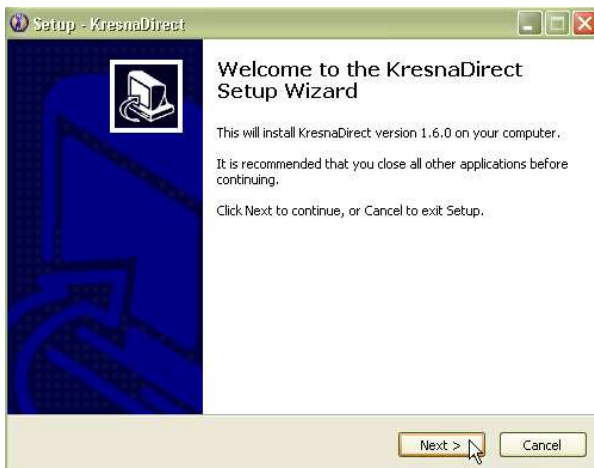 Setup - KresnaDirect
Welcome to the KresnaDirect
Setup Wizard
This will install KresnaDirect version 1.6.0 on your computer.
It is recommended that you close all other applications before
continuing.
Click Next to continue, or Cancel to exit Setup.
Next >
Cancel